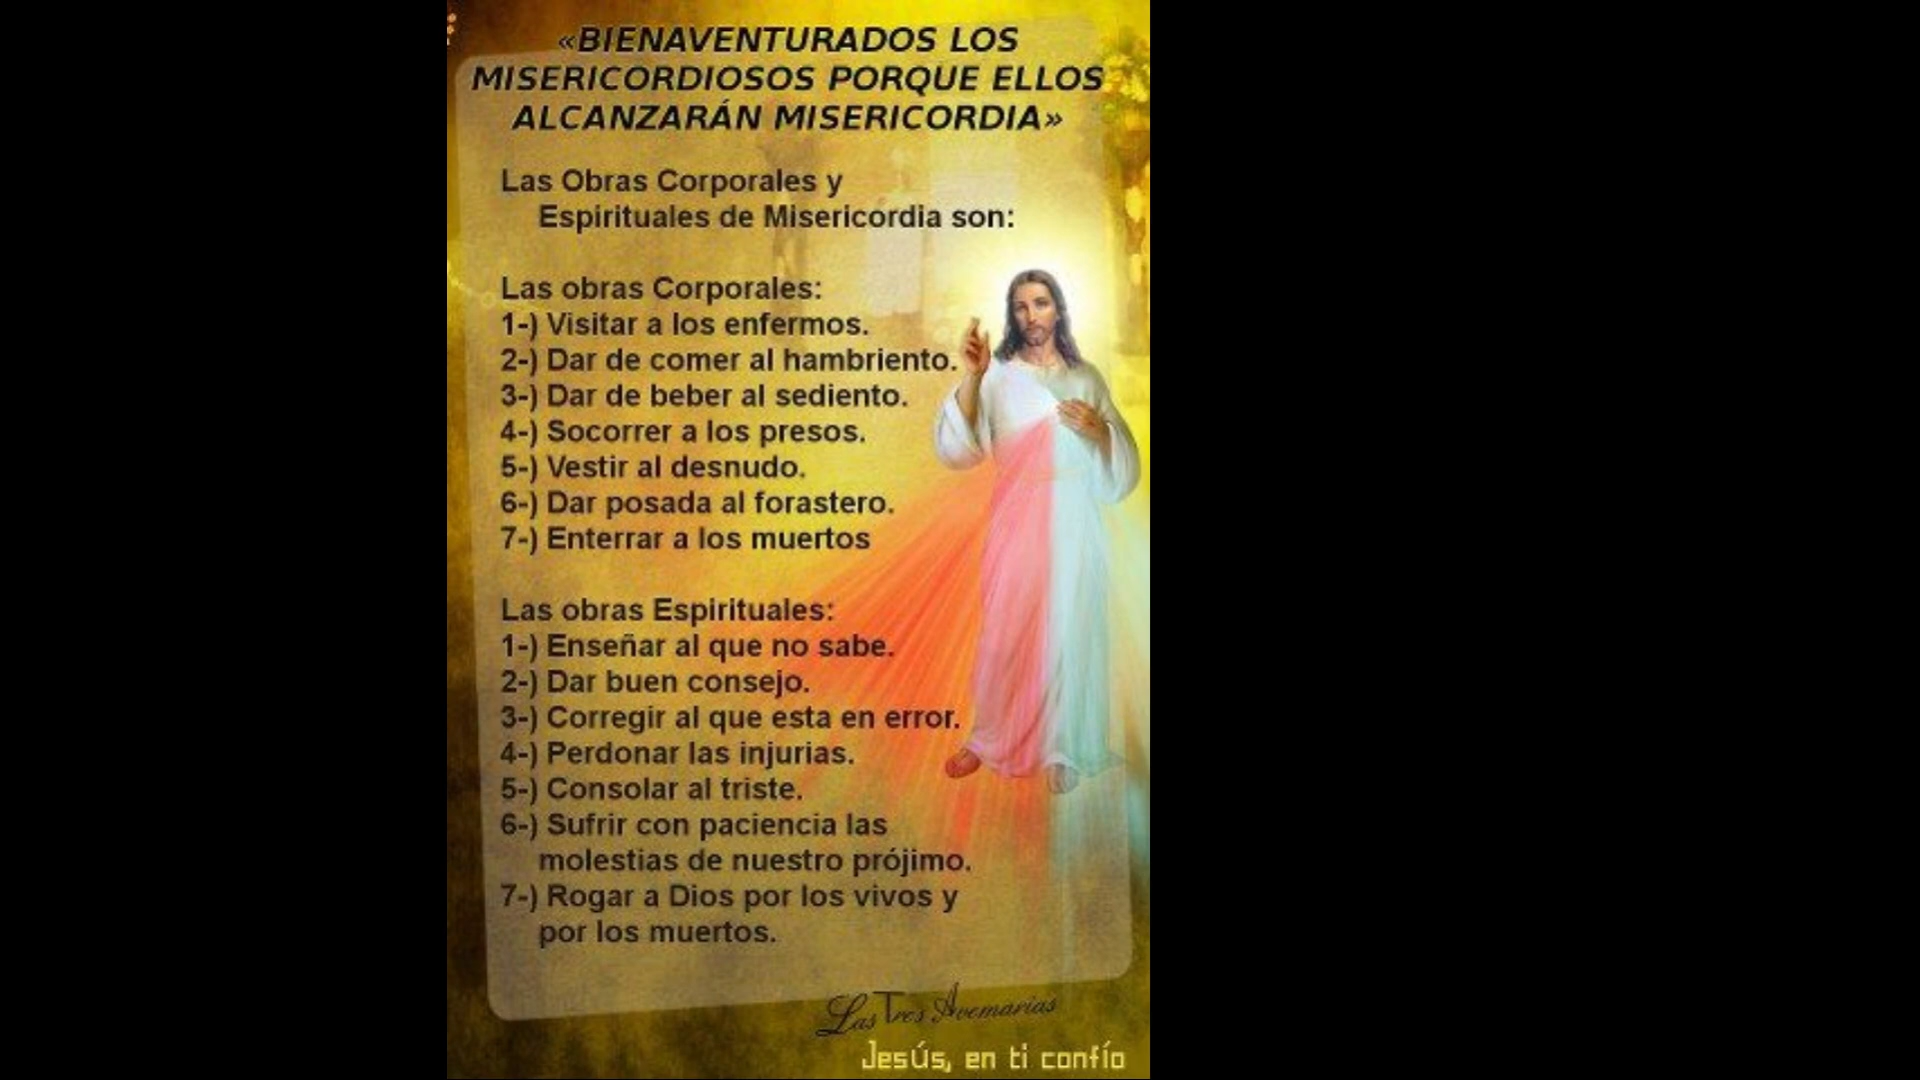 «BIENAVENTURADOS LOS
MISERICORDIOSOS PORQUE ELLOS
ALCANZARÁN MISERICORDIA»
Las Obras Corporales y
Espirituales de Misericordia son:
Las obras Corporales:
1-) Visitar a los enfermos.
2-) Dar de comer al hambriento.
3-) Dar de beber al sediento.
4-) Socorrer a los presos.
5-) Vestir al desnudo.
6-) Dar posada al forastero.
7-) Enterrar a los muertos
Las obras Espirituales:
1-) Enseñar al que no sabe.
2-) Dar buen consejo.
3-) Corregir al que esta en error.
4-) Perdonar las injurias.
5-) Consolar al triste.
6-) Sufrir con paciencia las
molestias de nuestro prójimo.
7-) Rogar a Dios por los vivos y
por los muertos.
Las Tres Avemarías
Jesús, en ti confío